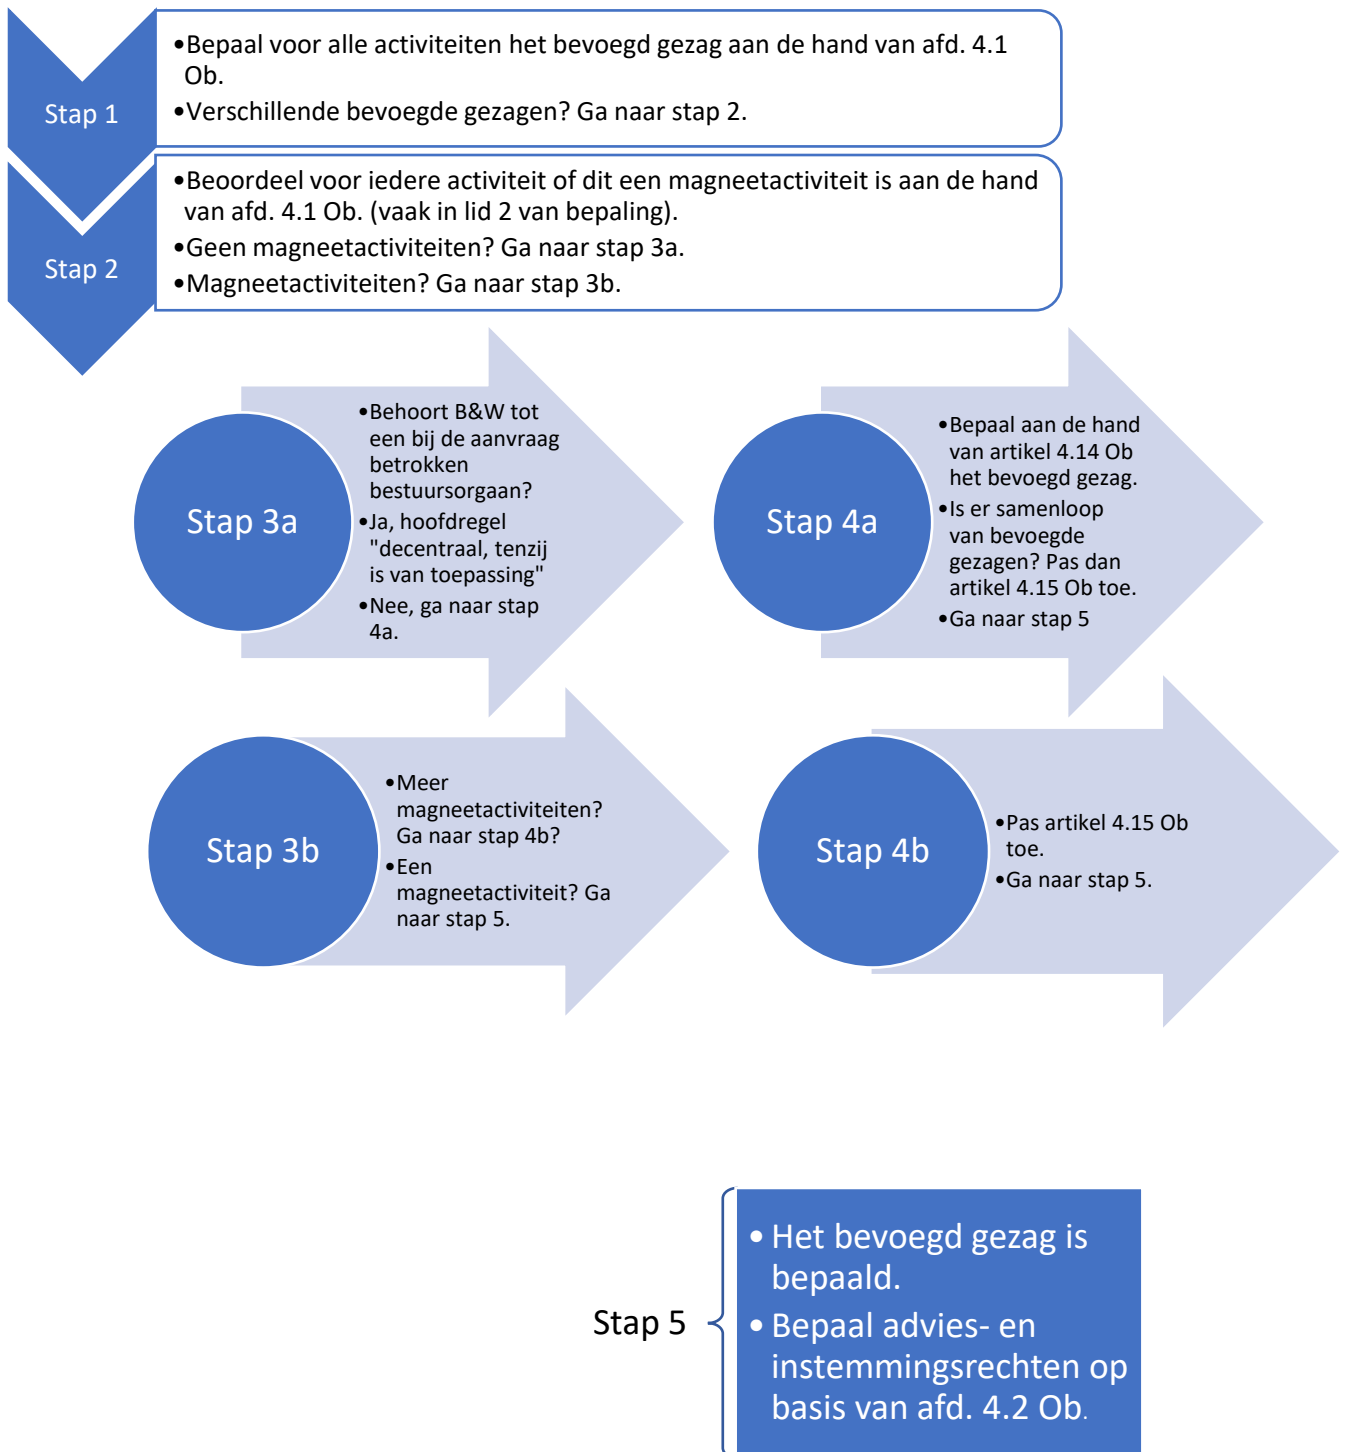 Stap 1
•Bepaal voor alle activiteiten het bevoegd gezag aan de hand van afd. 4.1
Ob.
•Verschillende bevoegde gezagen? Ga naar stap 2.
Stap 2
•Beoordeel voor iedere activiteit of dit een magneetactiviteit is aan de hand
van afd. 4.1 Ob. (vaak in lid 2 van bepaling).
•Geen magneetactiviteiten? Ga naar stap 3a.
•Magneetactiviteiten? Ga naar stap 3b.
Stap 3a
•Behoort B&W tot
een bij de aanvraag
betrokken
bestuursorgaan?
•Ja, hoofdregel
"decentraal, tenzij
is van toepassing"
•Nee, ga naar stap
4a.
Stap 4a
•Bepaal aan de hand
van artikel 4.14 Ob
het bevoegd gezag.
•Is er samenloop
van bevoegde
gezagen? Pas dan
artikel 4.15 Ob toe.
•Ga naar stap 5
Stap 3b
•Meer
magneetactiviteiten?
Ga naar stap 4b?
•Een
magneetactiviteit? Ga
naar stap 5.
Stap 4b
•Pas artikel 4.15 Ob
toe.
•Ga naar stap 5.
Stap 5
• Het bevoegd gezag is
bepaald.
• Bepaal advies- en
instemmingsrechten op
basis van afd. 4.2 Ob.